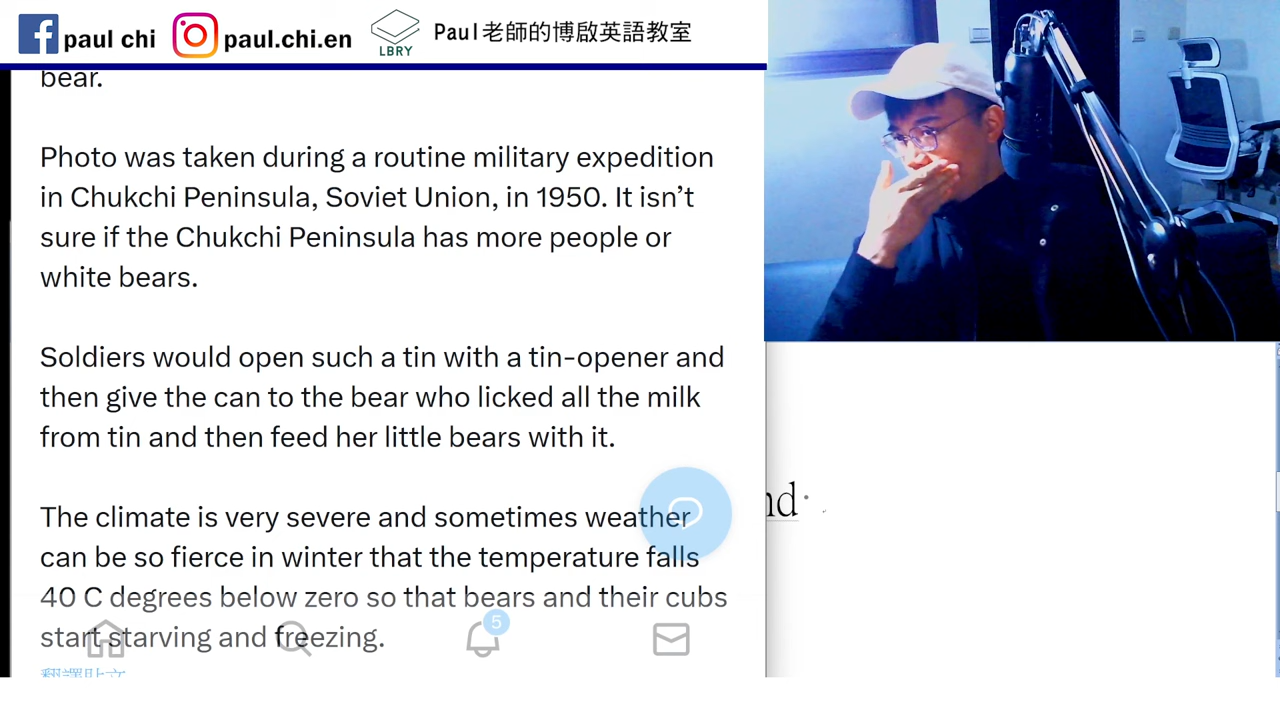 paul chi paul.chi.en LBRY Paul老師的博啟英語教室
bear.
Photo was taken during a routine military expedition
in Chukchi Peninsula, Soviet Union, in 1950. It isn’t
sure if the Chukchi Peninsula has more people or
white bears.
Soldiers would open such a tin with a tin-opener and
then give the can to the bear who licked all the milk
from tin and then feed her little bears with it.
The climate is very severe and sometimes weather
can be so fierce in winter that the temperature falls
40 C degrees below zero so that bears and their cubs
start starving and freezing.
5
翻譯貼文
nd